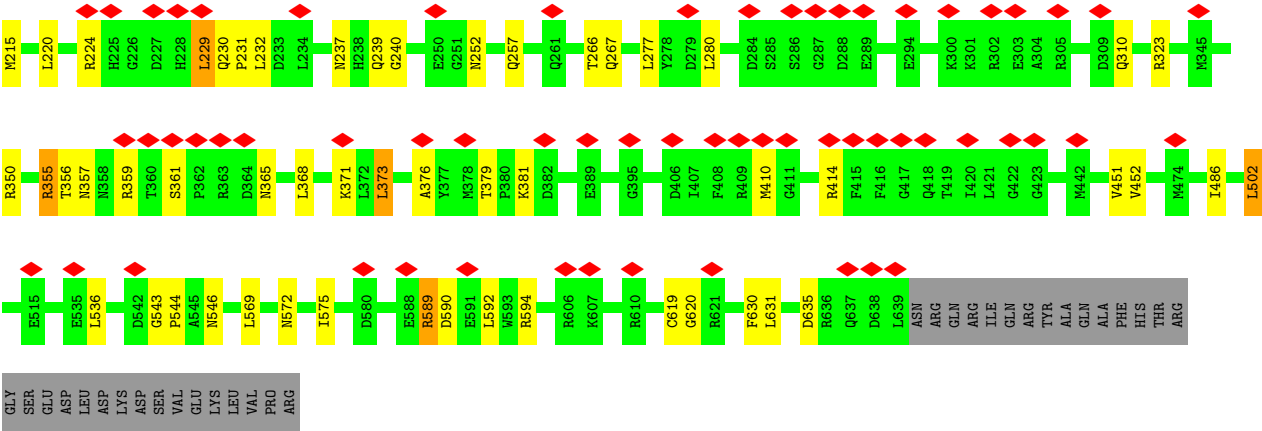 M215 L220 R224 H225 G226 D227 H228 L229 Q230 P231 L232 D233 L234 N237 H238 Q239 G240 E250 G251 N252 Q257 Q261 T266 Q267 L277 Y278 D279 L280 D284 S285 S286 G287 D288 E289 E294 K300 K301 R302 E303 A304 R305 D309 Q310 R323 M345
R350 R355 T356 N357 N358 R359 T360 S361 P362 R363 D364 N365 L368 K371 L372 L373 A376 Y377 M378 T379 P380 K381 D382 E389 G395 D406 I407 F408 R409 M410 G411 R414 F415 F416 G417 Q418 T419 I420 L421 G422 G423 M442 V451 V452 M474 I486 L502
E515 E535 L536 D542 G543 P544 A545 N546 L569 N572 I575 D580 E588 R589 D590 E591 L592 W593 R594 R606 K607 R610 C619 G620 R621 F630 L631 D635 R636 Q637 D638 L639 ASN ARG GLN ARG ILE GLN ARG TYR ALA GLN ALA PHE HIS THR ARG
GLY SER GLU ASP LEU ASP LYS ASP SER VAL GLU LYS LEU VAL PRO ARG